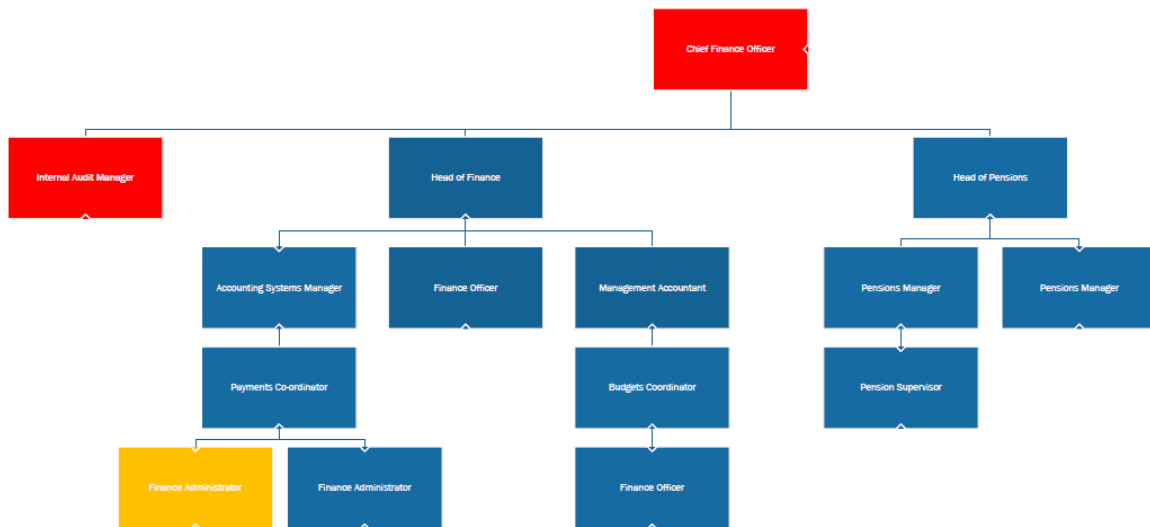 Chief Finance Officer
Internal Audit Manager
Head of Finance
Head of Pensions
Accounting Systems Manager
Finance Officer
Management Accountant
Pensions Manager
Pensions Manager
Payments Co-ordinator
Budgets Coordinator
Pension Supervisor
Finance Administrator
Finance Administrator
Finance Officer